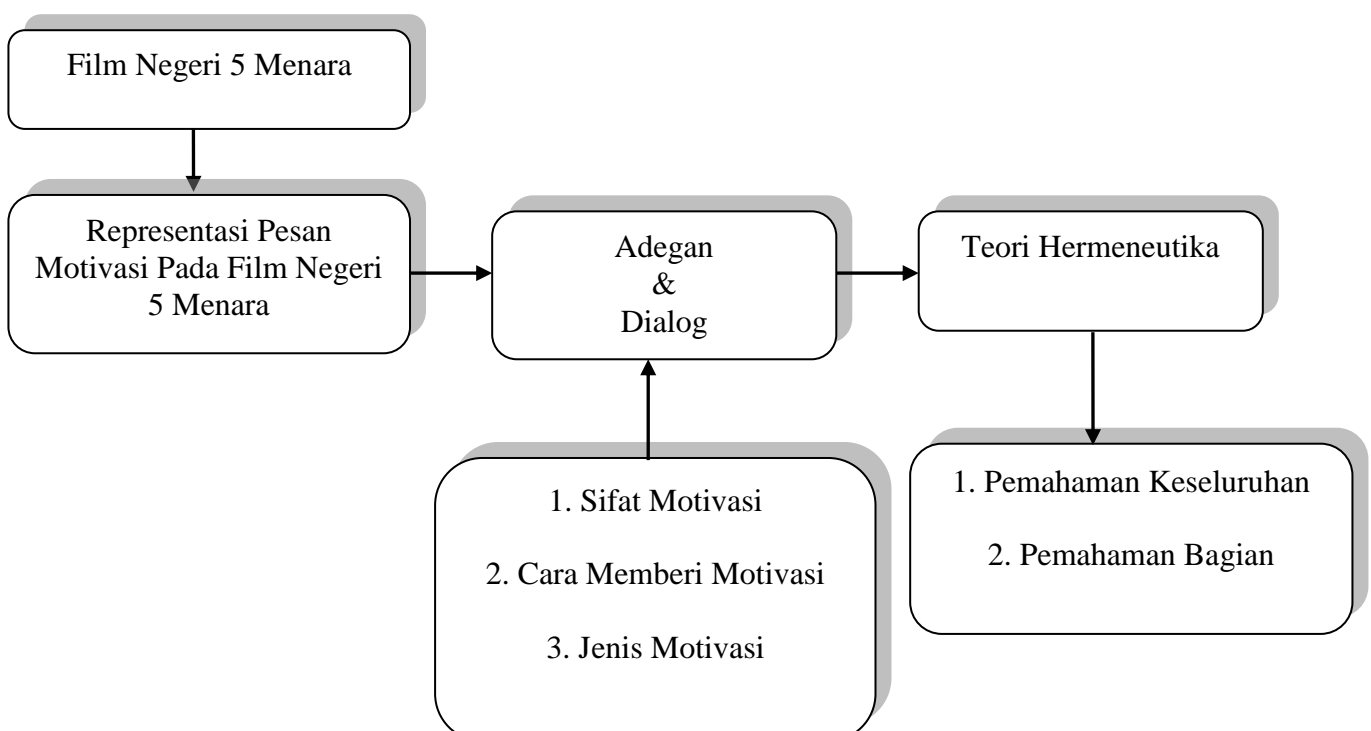 Film Negeri 5 Menara
Representasi Pesan
Motivasi Pada Film Negeri
5 Menara
Adegan
&
Dialog
Teori Hermeneutika
1. Sifat Motivasi
2. Cara Memberi Motivasi
3. Jenis Motivasi
1. Pemahaman Keseluruhan
2. Pemahaman Bagian